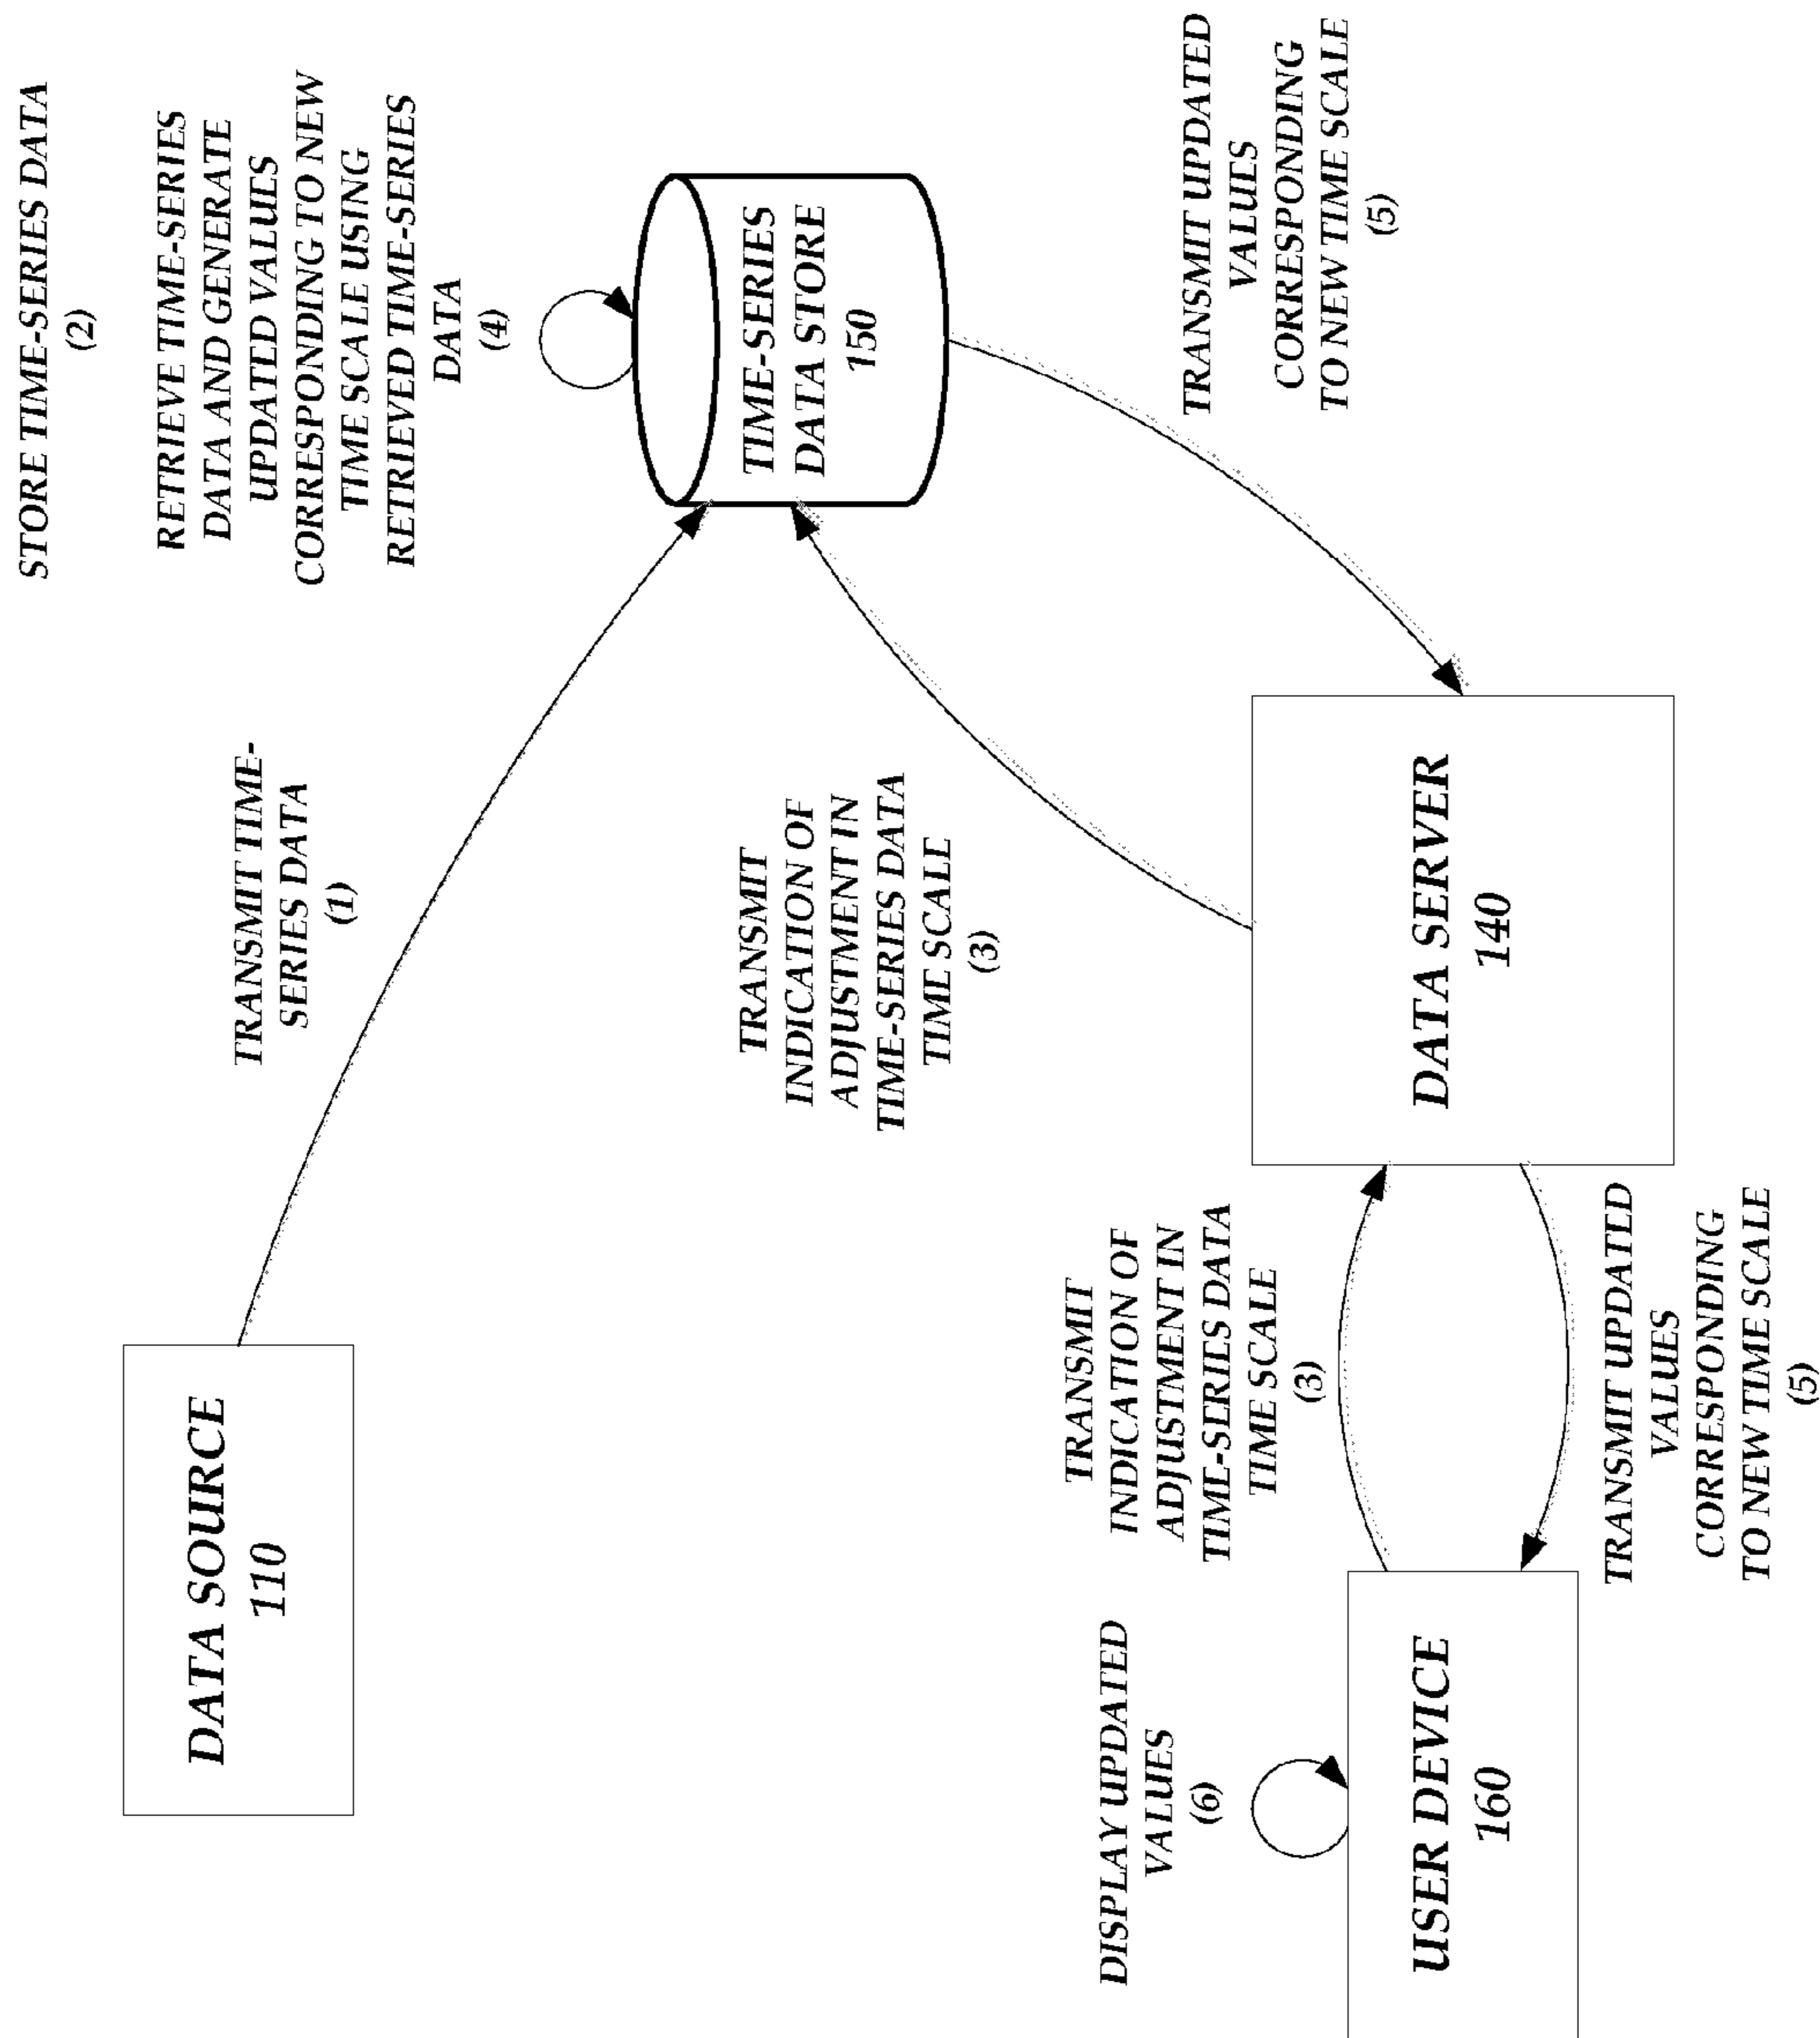 STORE TIME-SERIES DATA
(2)
RETRIEVE TIME-SERIES
DATA AND GENERATE
UPDATED VALUES
CORRESPONDING TO NEW
TIME SCALE USING
RETRIEVED TIME-SERIES
DATA
(4)
DATA SOURCE
110
TRANSMIT TIME-
SERIES DATA
(1)
TIME-SERIES
DATA STORE
150
TRANSMIT
INDICATION OF
ADJUSTMENT IN
TIME-SERIES DATA
TIME SCALE
(3)
TRANSMIT UPDATED
VALUES
CORRESPONDING
TO NEW TIME SCALE
(5)
DISPLAY UPDATED
VALUES
(6)
TRANSMIT
INDICATION OF
ADJUSTMENT IN
TIME-SERIES DATA
TIME SCALE
(3)
USER DEVICE
160
DATA SERVER
140
TRANSMIT UPDATED
VALUES
CORRESPONDING
TO NEW TIME SCALE
(5)